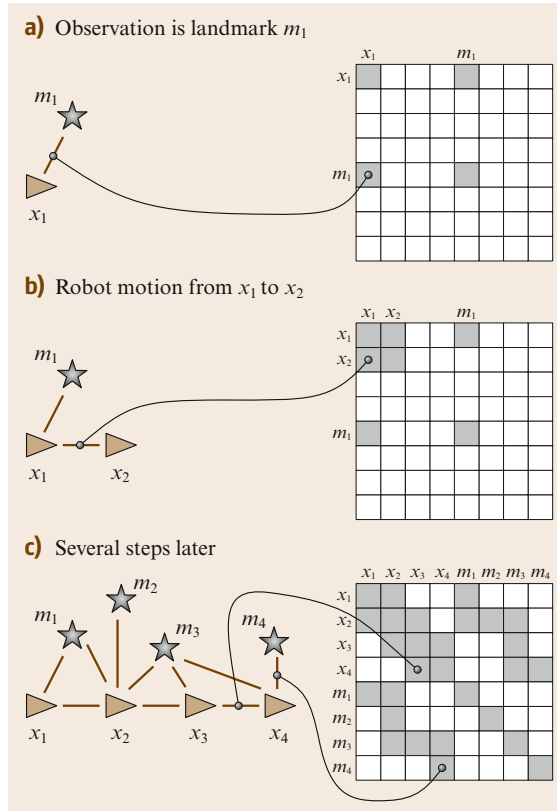 a) Observation is landmark m₁
x₁ m₁
x₁
m₁
m₁
x₁
b) Robot motion from x₁ to x₂
x₁ x₂ m₁
x₁
x₂
m₁
m₁
x₁ x₂
c) Several steps later
x₁ x₂ x₃ x₄ m₁ m₂ m₃ m₄
x₁
x₂
x₃
x₄
m₁
m₂
m₃
m₄
m₁ m₂ m₃ m₄
x₁ x₂ x₃ x₄